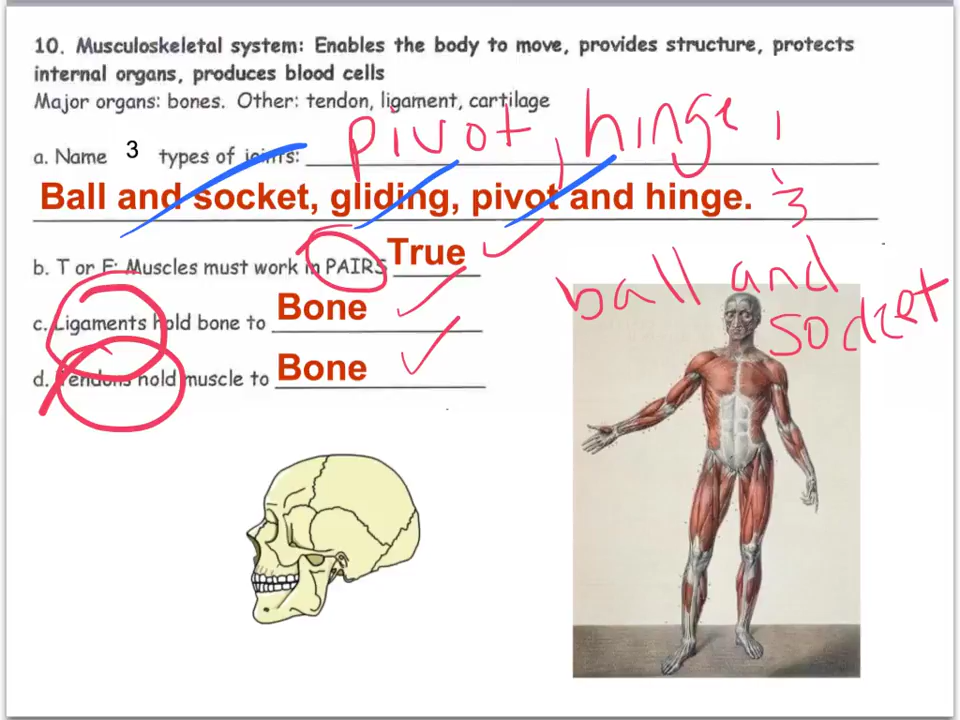 10. Musculoskeletal system: Enables the body to move, provides structure, protects
internal organs, produces blood cells
Major organs: bones. Other: tendon, ligament, cartilage
pivot, hinge,
a. Name 3 types of joints:
Ball and socket, gliding, pivot and hinge.
b. T or F: Muscles must work in PAIRS True
ball and
socket
c. Ligaments hold bone to Bone
d. Tendons hold muscle to Bone